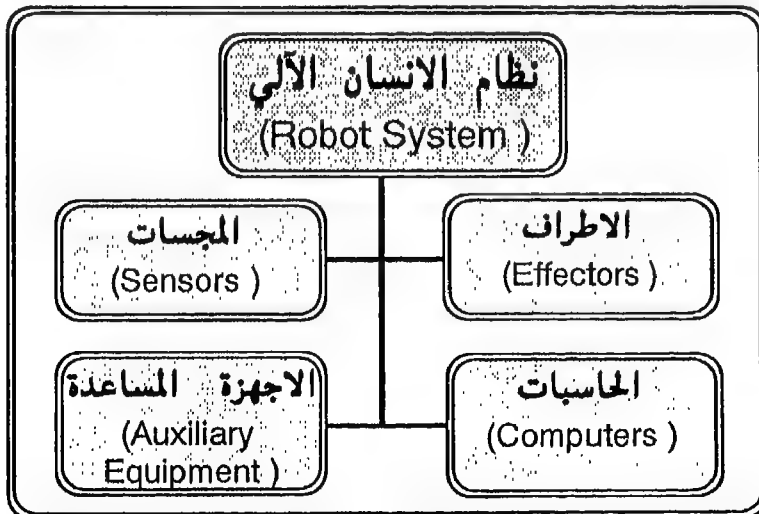 نظام الانسان الآلي
(Robot System )
الاطراف
(Effectors )
المجسات
(Sensors )
الحاسبات
(Computers )
الاجهزة المساعدة
(Auxiliary
Equipment )